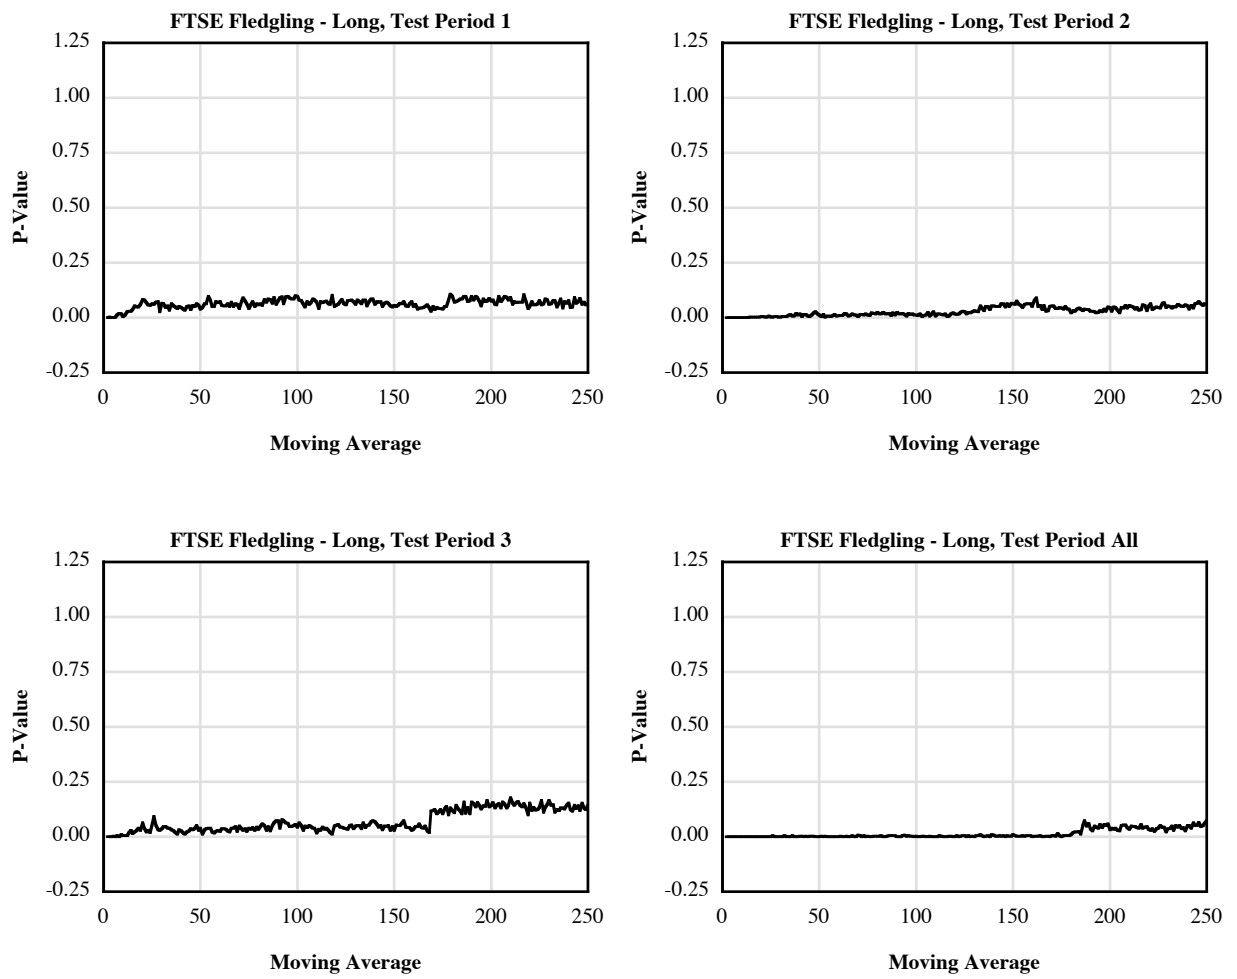 FTSE Fledgling - Long, Test Period 1
1.25
1.00
0.75
0.50
0.25
0.00
-0.25
P-Value
0 50 100 150 200 250
Moving Average
FTSE Fledgling - Long, Test Period 2
1.25
1.00
0.75
0.50
0.25
0.00
-0.25
P-Value
0 50 100 150 200 250
Moving Average
FTSE Fledgling - Long, Test Period 3
1.25
1.00
0.75
0.50
0.25
0.00
-0.25
P-Value
0 50 100 150 200 250
Moving Average
FTSE Fledgling - Long, Test Period All
1.25
1.00
0.75
0.50
0.25
0.00
-0.25
P-Value
0 50 100 150 200 250
Moving Average